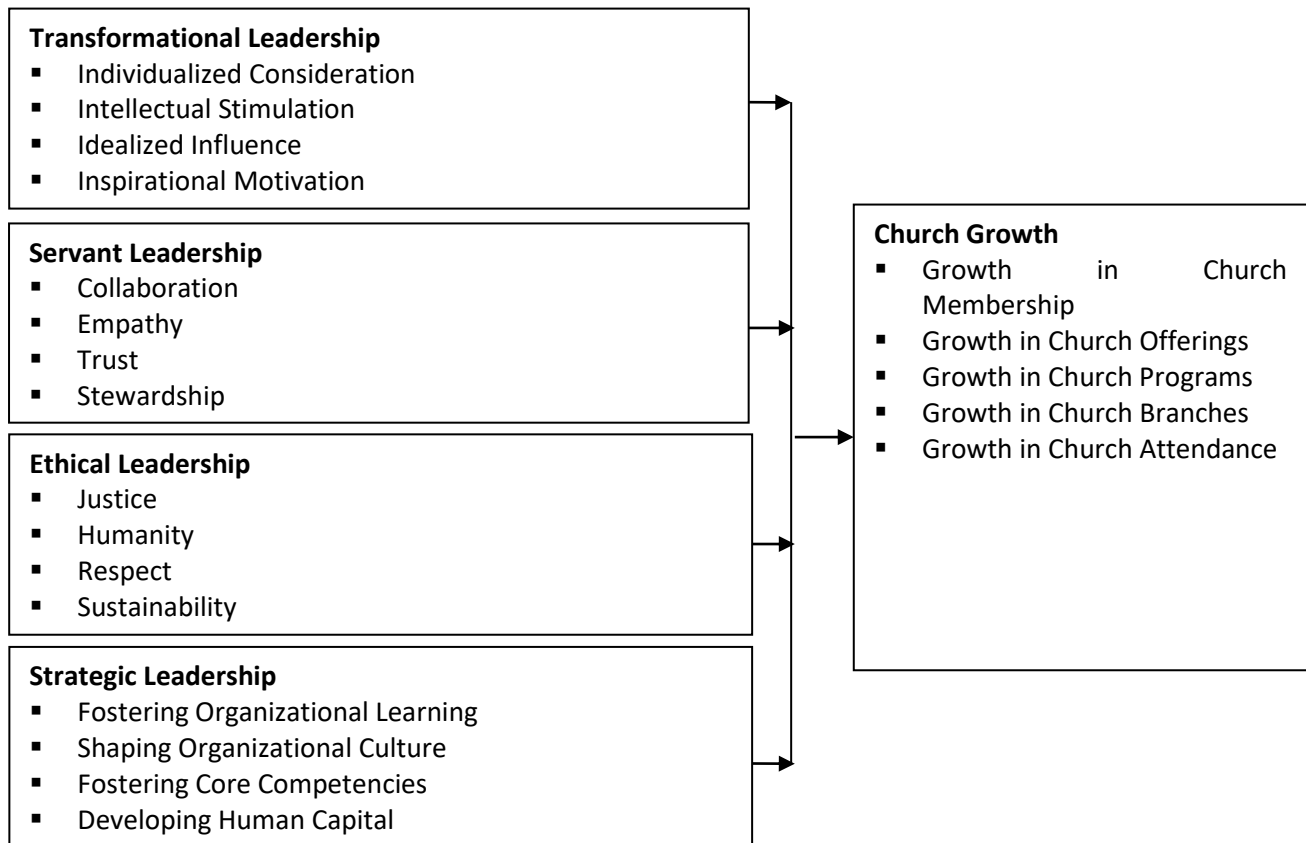 Transformational Leadership
▪ Individualized Consideration
▪ Intellectual Stimulation
▪ Idealized Influence
▪ Inspirational Motivation
Servant Leadership
▪ Collaboration
▪ Empathy
▪ Trust
▪ Stewardship
Ethical Leadership
▪ Justice
▪ Humanity
▪ Respect
▪ Sustainability
Strategic Leadership
▪ Fostering Organizational Learning
▪ Shaping Organizational Culture
▪ Fostering Core Competencies
▪ Developing Human Capital
Church Growth
▪ Growth in Church
Membership
▪ Growth in Church Offerings
▪ Growth in Church Programs
▪ Growth in Church Branches
▪ Growth in Church Attendance